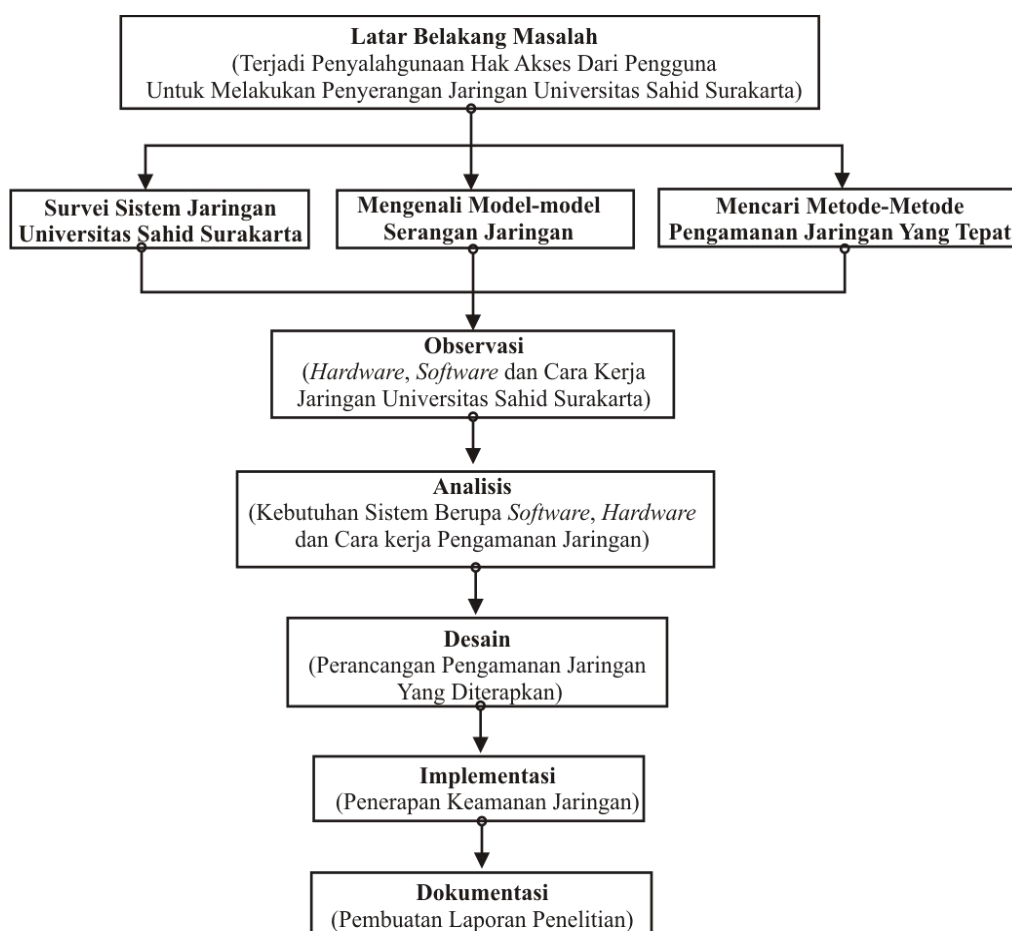 Latar Belakang Masalah
(Terjadi Penyalahgunaan Hak Akses Dari Pengguna
Untuk Melakukan Penyerangan Jaringan Universitas Sahid Surakarta)
Survei Sistem Jaringan
Universitas Sahid Surakarta
Mengenali Model-model
Serangan Jaringan
Mencari Metode-Metode
Pengamanan Jaringan Yang Tepat
Observasi
(Hardware, Software dan Cara Kerja
Jaringan Universitas Sahid Surakarta)
Analisis
(Kebutuhan Sistem Berupa Software, Hardware
dan Cara kerja Pengamanan Jaringan)
Desain
(Perancangan Pengamanan Jaringan
Yang Diterapkan)
Implementasi
(Penerapan Keamanan Jaringan)
Dokumentasi
(Pembuatan Laporan Penelitian)